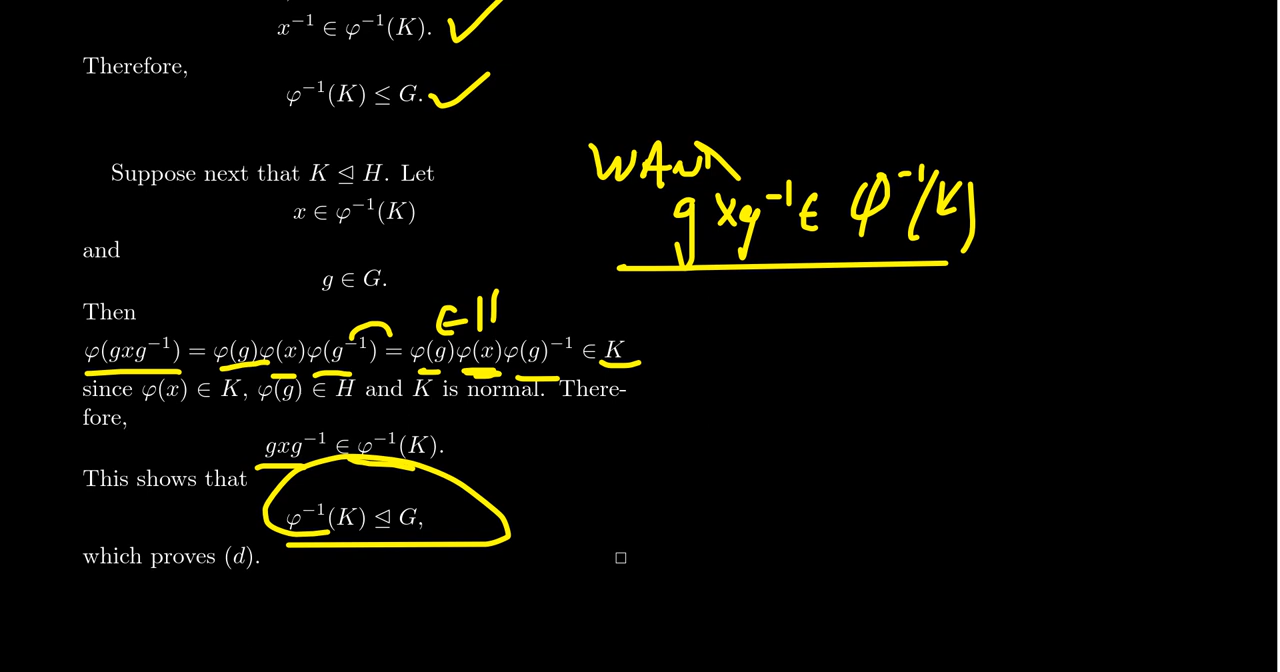 x⁻¹ ∈ φ⁻¹(K).
Therefore,
φ⁻¹(K) ≤ G.
Suppose next that K ⊴ H. Let
WANT
x ∈ φ⁻¹(K)
gxg⁻¹ ∈ φ⁻¹(K)
and
g ∈ G.
Then
∈ H
φ(gxg⁻¹) = φ(g)φ(x)φ(g⁻¹) = φ(g)φ(x)φ(g)⁻¹ ∈ K
since φ(x) ∈ K, φ(g) ∈ H and K is normal. There-
fore,
gxg⁻¹ ∈ φ⁻¹(K).
This shows that
φ⁻¹(K) ⊴ G,
which proves (d). □